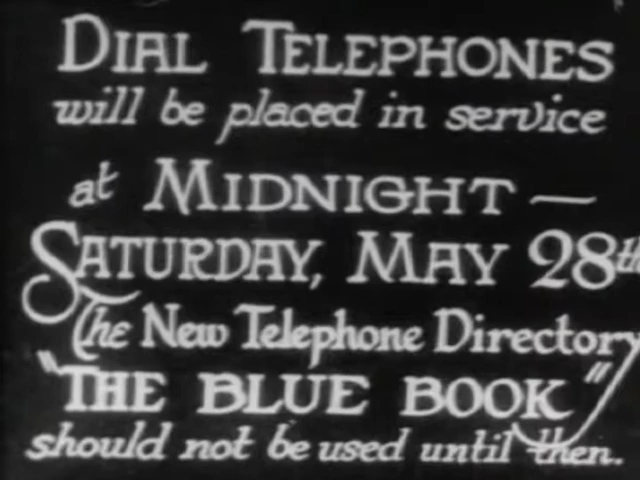 DIAL TELEPHONES
will be placed in service
at MIDNIGHT —
SATURDAY, MAY 28th
The New Telephone Directory
"THE BLUE BOOK"
should not be used until then.